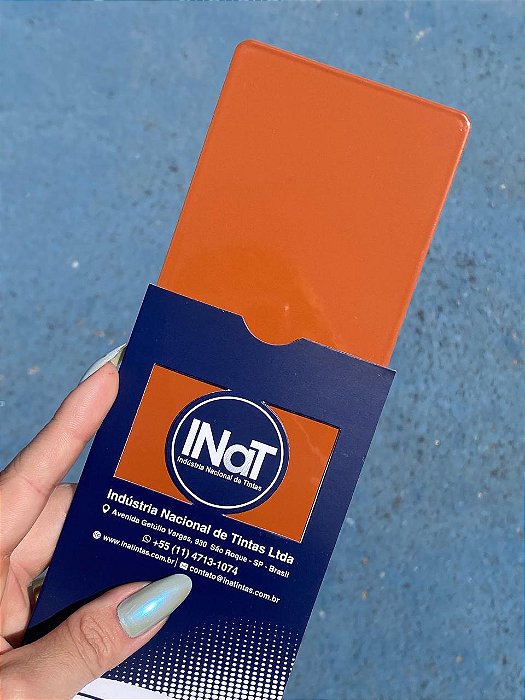 INaT
Indústria Nacional de Tintas
Indústria Nacional de Tintas Ltda
Avenida Getúlio Vargas, 930 São Roque - SP - Brasil
+55 (11) 4713-1074
www.inatintas.com.br | contato@inatintas.com.br